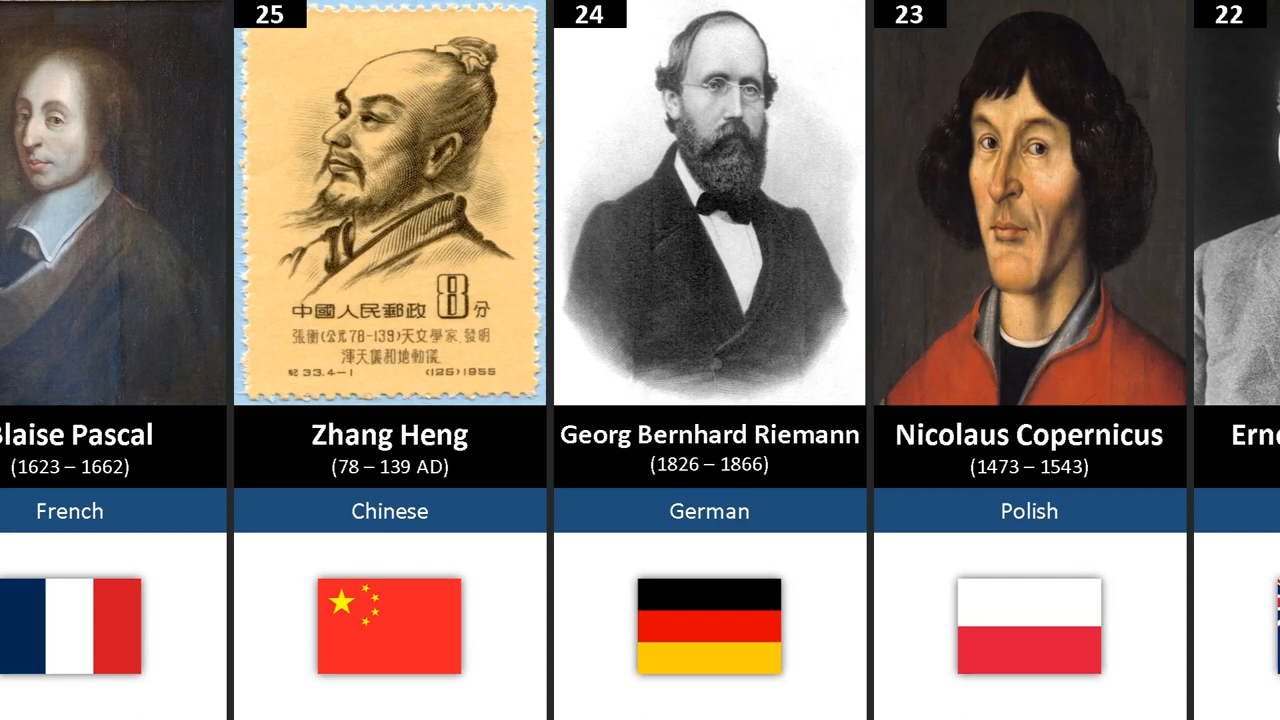 25
24
23
22
中國人民郵政 8分
張衡(公元78-139)天文學家.發明
渾天儀和地動儀
紀33.4-1 (125)1955
Blaise Pascal
(1623 – 1662)
French
Zhang Heng
(78 – 139 AD)
Chinese
Georg Bernhard Riemann
(1826 – 1866)
German
Nicolaus Copernicus
(1473 – 1543)
Polish